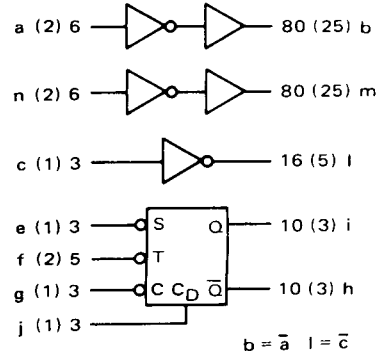 a (2) 6 80 (25) b
n (2) 6 80 (25) m
c (1) 3 16 (5) l
e (1) 3 S Q 10 (3) i
f (2) 5 T
g (1) 3 C C_D Q̅ 10 (3) h
j (1) 3
b = a̅ l = c̅